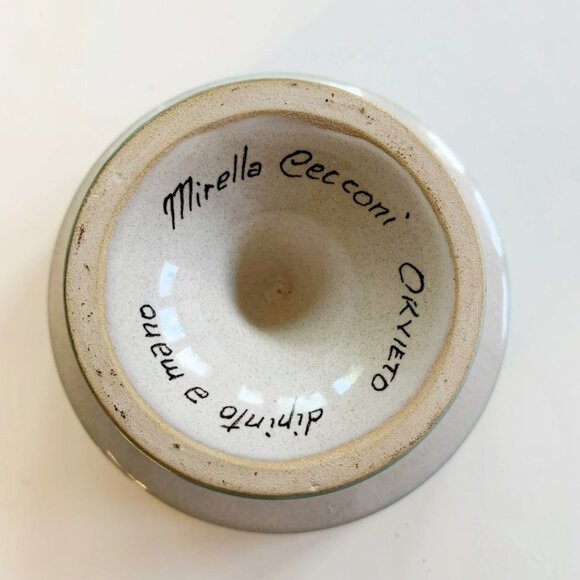 Mirella Cecconi
ORVIETO
dipinto a mano